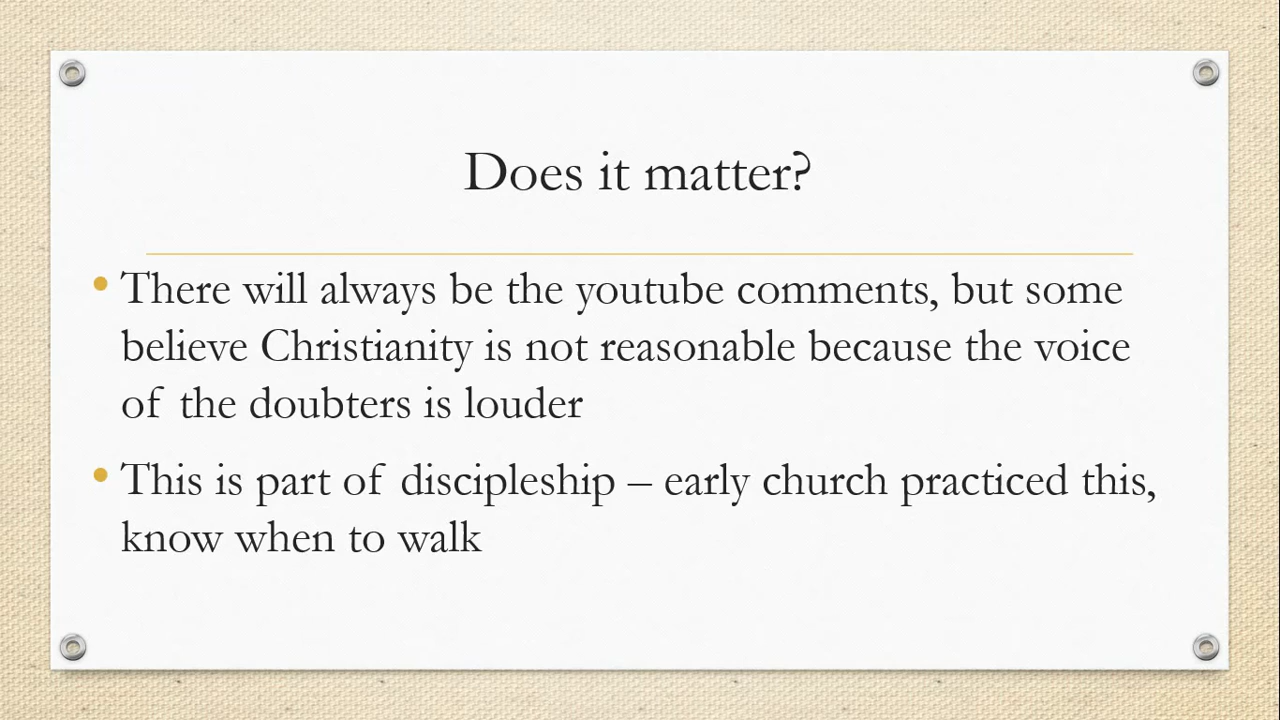 Does it matter?
• There will always be the youtube comments, but some
believe Christianity is not reasonable because the voice
of the doubters is louder
• This is part of discipleship – early church practiced this,
know when to walk